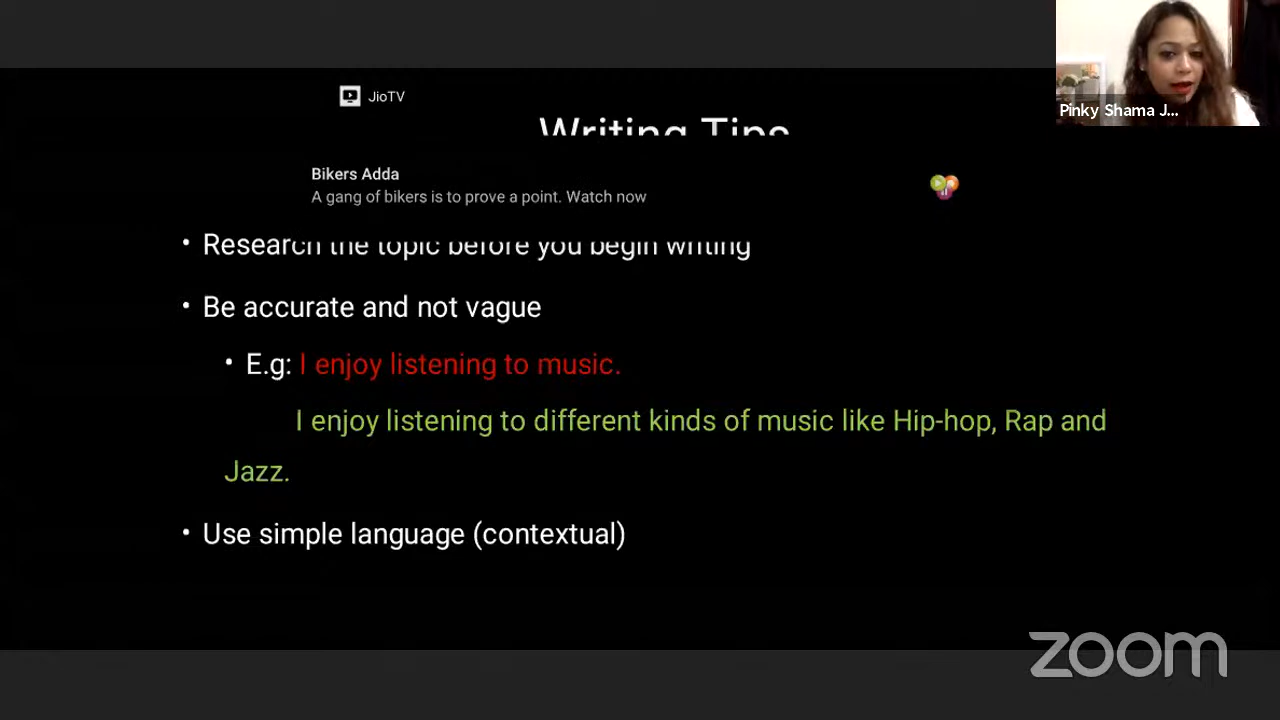 JioTV
Writing Tips
Bikers Adda
A gang of bikers is to prove a point. Watch now
• Research the topic before you begin writing
• Be accurate and not vague
• E.g: I enjoy listening to music.
I enjoy listening to different kinds of music like Hip-hop, Rap and
Jazz.
• Use simple language (contextual)
Pinky Shama J...
zoom